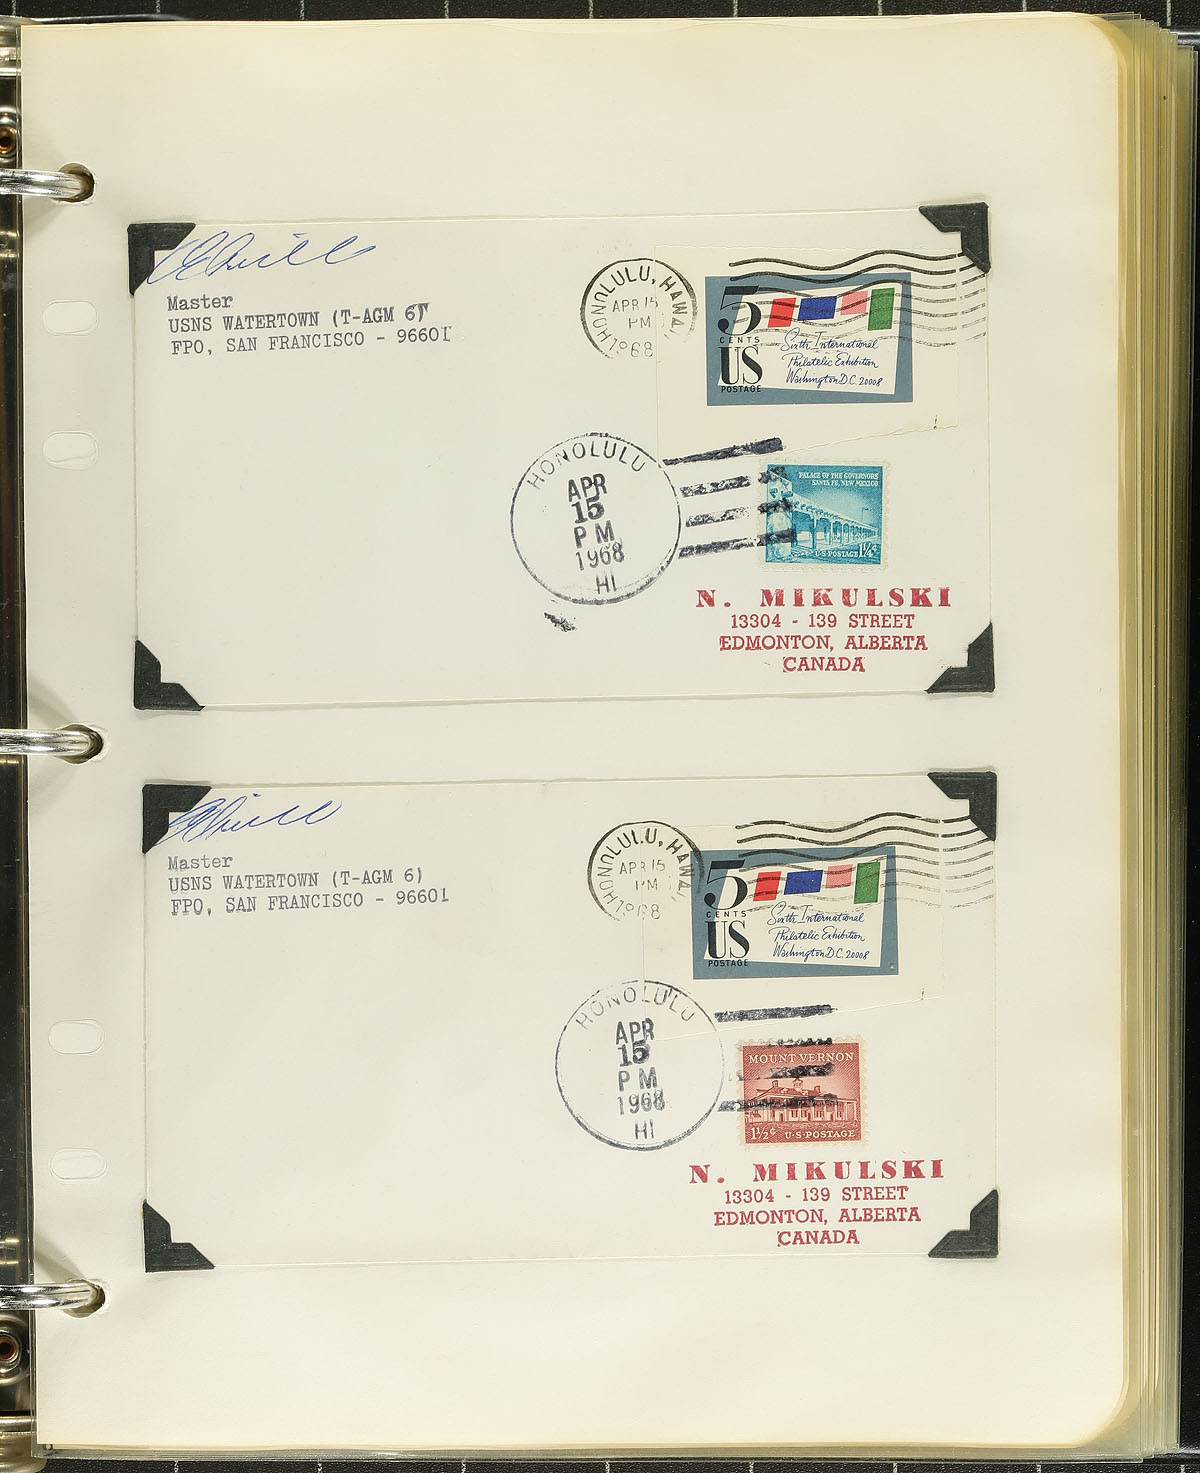 Master
USNS WATERTOWN (T-AGM 6)
FPO, SAN FRANCISCO - 96601
HONOLULU, HAWAII
APR 15
PM
1968
5
CENTS
US
POSTAGE
Sixth International
Philatelic Exhibition
Washington D.C. 20008
HONOLULU
APR
15
PM
1968
HI
PALACE OF THE GOVERNORS
SANTA FE, NEW MEXICO
U·S·POSTAGE 1¼¢
N. MIKULSKI
13304 - 139 STREET
EDMONTON, ALBERTA
CANADA
Master
USNS WATERTOWN (T-AGM 6)
FPO, SAN FRANCISCO - 96601
HONOLULU, HAWAII
APR 15
PM
1968
5
CENTS
US
POSTAGE
Sixth International
Philatelic Exhibition
Washington D.C. 20008
HONOLULU
APR
15
PM
1968
HI
MOUNT VERNON
1½¢ U·S·POSTAGE
N. MIKULSKI
13304 - 139 STREET
EDMONTON, ALBERTA
CANADA